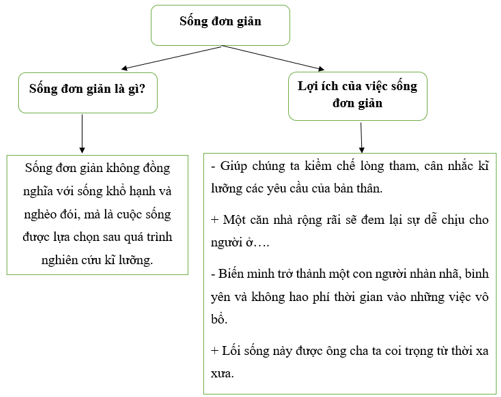 Sống đơn giản
Sống đơn giản là gì?
Lợi ích của việc sống
đơn giản
Sống đơn giản không đồng
nghĩa với sống khổ hạnh và
nghèo đói, mà là cuộc sống
được lựa chọn sau quá trình
nghiên cứu kĩ lưỡng.
- Giúp chúng ta kiềm chế lòng tham, cân nhắc kĩ
lưỡng các yêu cầu của bản thân.
+ Một căn nhà rộng rãi sẽ đem lại sự dễ chịu cho
người ở….
- Biến mình trở thành một con người nhàn nhã, bình
yên và không hao phí thời gian vào những việc vô
bổ.
+ Lối sống này được ông cha ta coi trọng từ thời xa
xưa.